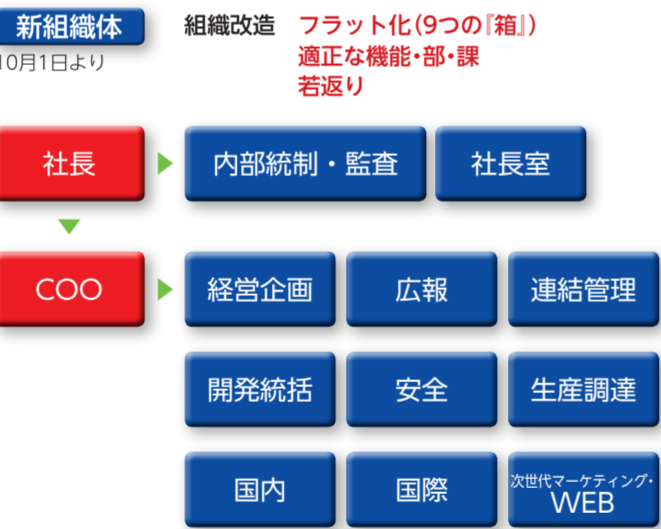 新組織体
10月1日より
組織改造 フラット化(9つの『箱』)
適正な機能・部・課
若返り
社長
内部統制・監査
社長室
COO
経営企画
広報
連結管理
開発統括
安全
生産調達
国内
国際
次世代マーケティング・
WEB